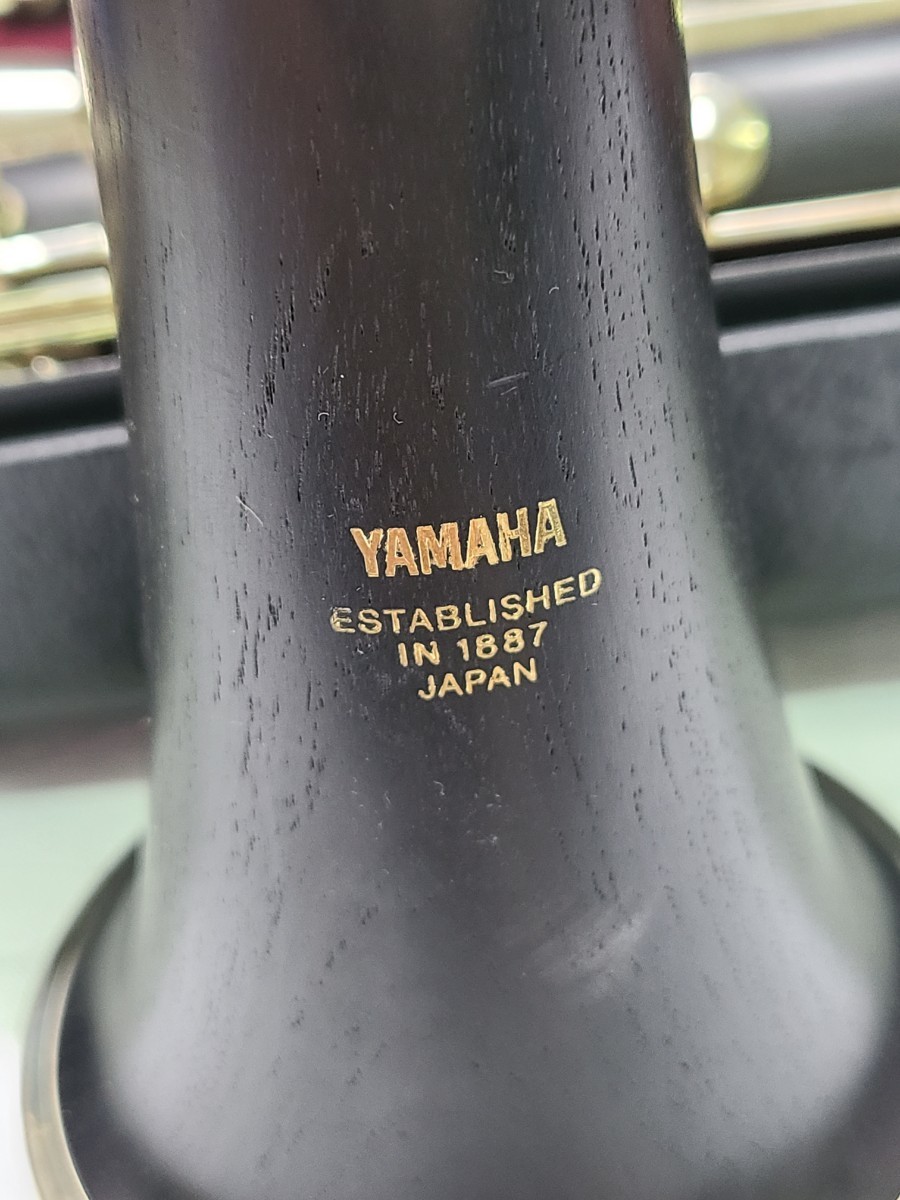 YAMAHA
ESTABLISHED
IN 1887
JAPAN